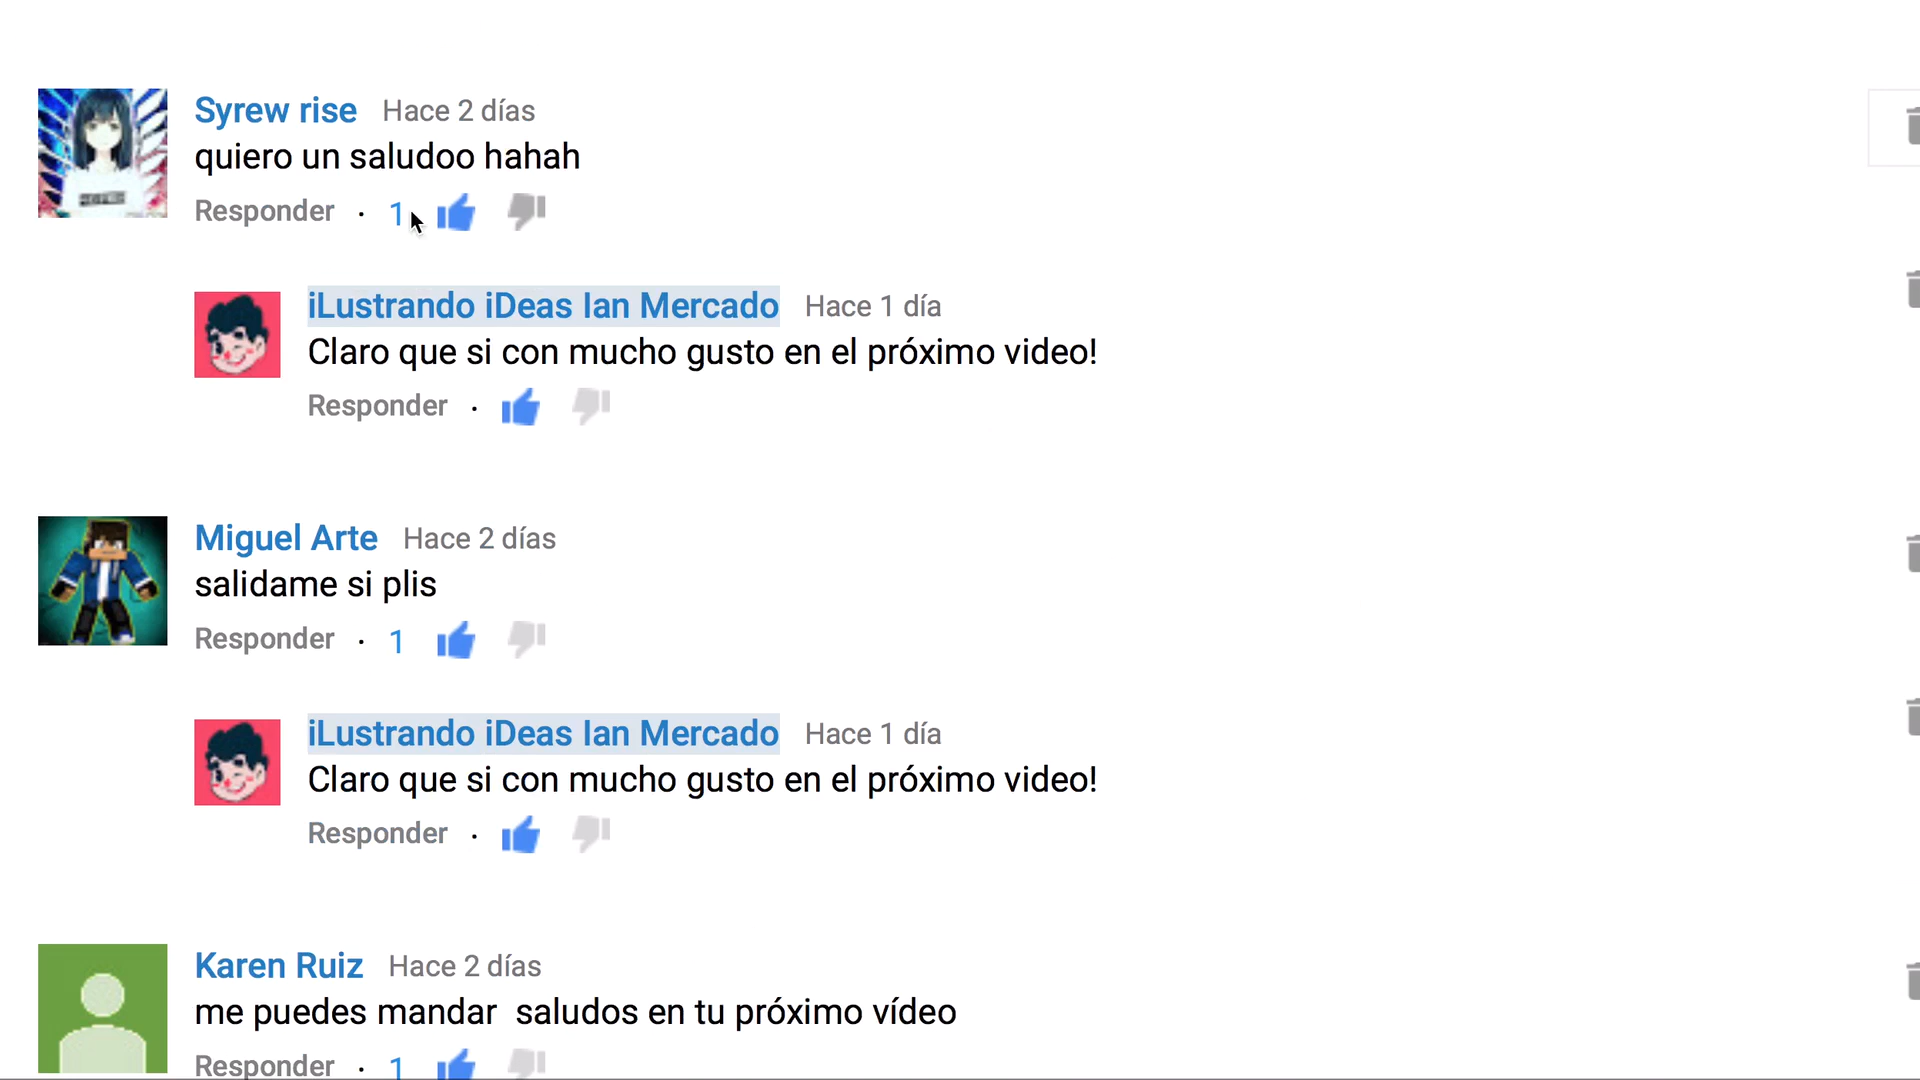 Syrew rise Hace 2 días
quiero un saludoo hahah
Responder · 1
iLustrando iDeas Ian Mercado Hace 1 día
Claro que si con mucho gusto en el próximo video!
Responder ·
Miguel Arte Hace 2 días
salidame si plis
Responder · 1
iLustrando iDeas Ian Mercado Hace 1 día
Claro que si con mucho gusto en el próximo video!
Responder ·
Karen Ruiz Hace 2 días
me puedes mandar  saludos en tu próximo vídeo
Responder · 1